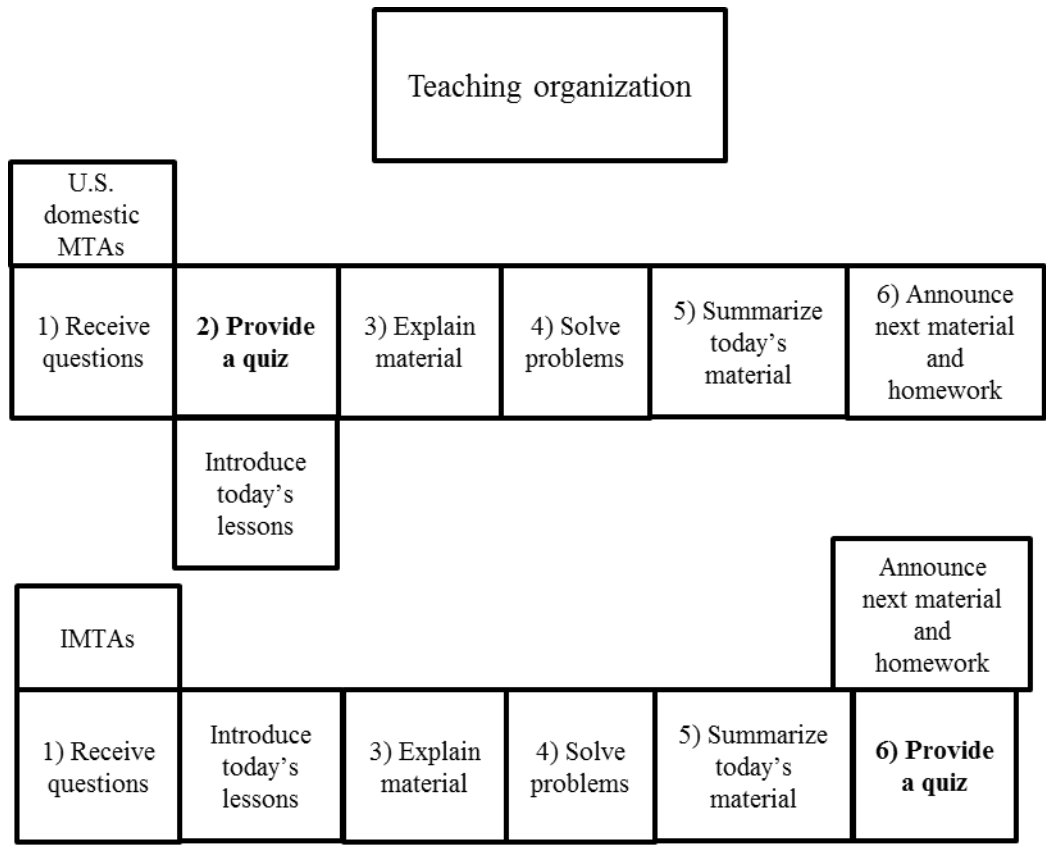 Teaching organization
U.S.
domestic
MTAs
1) Receive
questions
2) Provide
a quiz
3) Explain
material
4) Solve
problems
5) Summarize
today’s
material
6) Announce
next material
and
homework
Introduce
today’s
lessons
Announce
next material
and
homework
IMTAs
1) Receive
questions
Introduce
today’s
lessons
3) Explain
material
4) Solve
problems
5) Summarize
today’s
material
6) Provide
a quiz